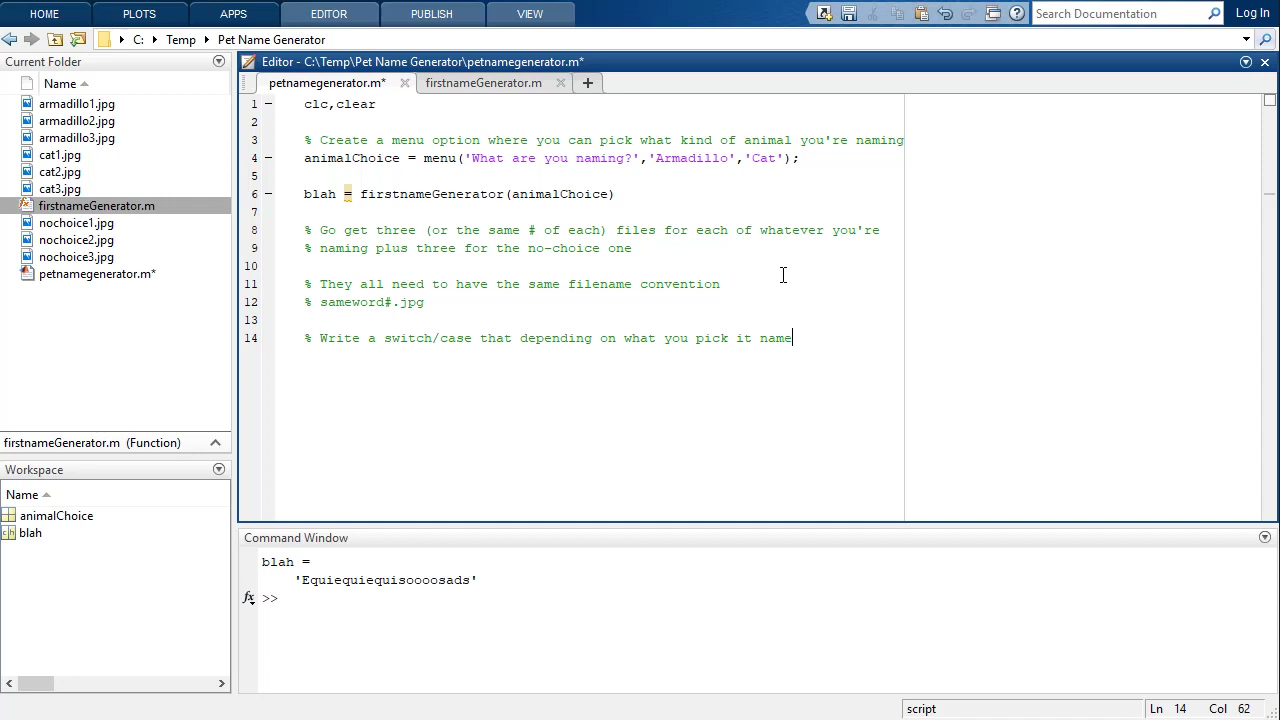 HOME PLOTS APPS EDITOR PUBLISH VIEW Search Documentation Log In
C: Temp Pet Name Generator
Current Folder
Name
armadillo1.jpg
armadillo2.jpg
armadillo3.jpg
cat1.jpg
cat2.jpg
cat3.jpg
firstnameGenerator.m
nochoice1.jpg
nochoice2.jpg
nochoice3.jpg
petnamegenerator.m*
firstnameGenerator.m (Function)
Workspace
Name
animalChoice
blah
Editor - C:\Temp\Pet Name Generator\petnamegenerator.m*
petnamegenerator.m* firstnameGenerator.m
1 clc,clear
2
3 % Create a menu option where you can pick what kind of animal you're naming
4 animalChoice = menu('What are you naming?','Armadillo','Cat');
5
6 blah = firstnameGenerator(animalChoice)
7
8 % Go get three (or the same # of each) files for each of whatever you're
9 % naming plus three for the no-choice one
10
11 % They all need to have the same filename convention
12 % sameword#.jpg
13
14 % Write a switch/case that depending on what you pick it name
Command Window
blah =
'Equiequiequisoooosads'
fx >>
script Ln 14 Col 62